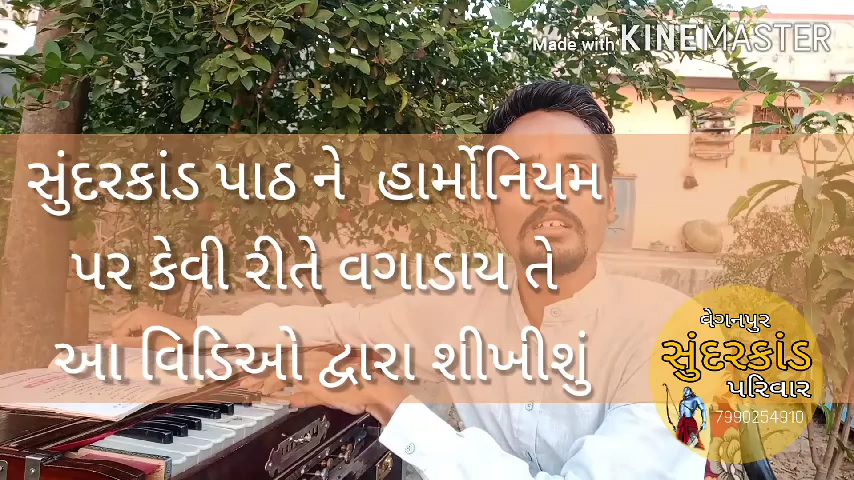 Made with KINEMASTER
સુંદરકાંડ પાઠ ને હાર્મોનિયમ
પર કેવી રીતે વગાડાય તે
આ વિડિઓ દ્વારા શીખીશું
વેગનપુર
સુંદરકાંડ
પરિવાર
7990254910